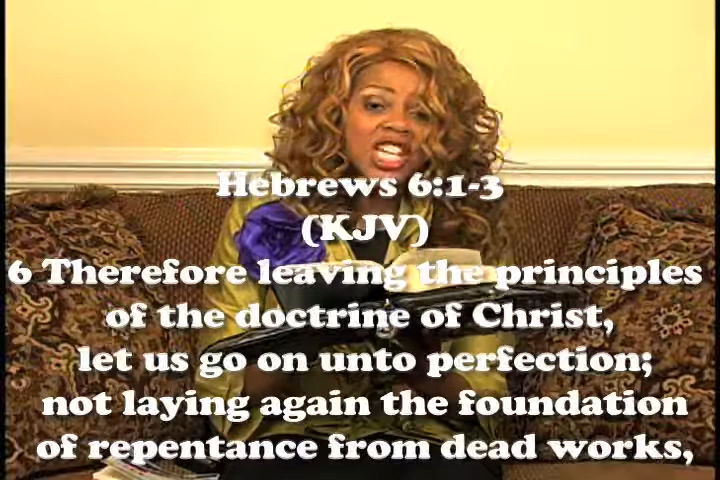 Hebrews 6:1-3
(KJV)
6 Therefore leaving the principles
of the doctrine of Christ,
let us go on unto perfection;
not laying again the foundation
of repentance from dead works,